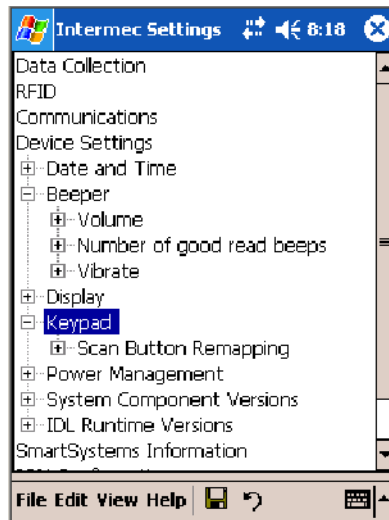 Intermec Settings 8:18
Data Collection
RFID
Communications
Device Settings
Date and Time
Beeper
Volume
Number of good read beeps
Vibrate
Display
Keypad
Scan Button Remapping
Power Management
System Component Versions
IDL Runtime Versions
SmartSystems Information
File Edit View Help